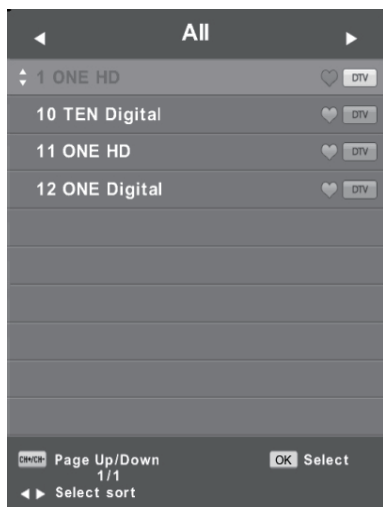 All
1 ONE HD DTV
10 TEN Digital DTV
11 ONE HD DTV
12 ONE Digital DTV
CH+/CH- Page Up/Down OK Select
1/1
Select sort